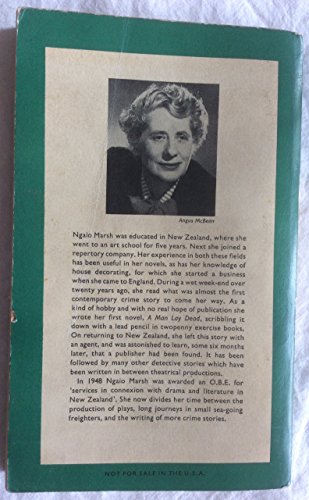 Angus McBean
Ngaio Marsh was educated in New Zealand, where she
went to an art school for five years. Next she joined a
repertory company. Her experience in both these fields
has been useful in her novels, as has her knowledge of
house decorating, for which she started a business
when she came to England. During a wet week-end over
twenty years ago, she read what was almost the first
contemporary crime story to come her way. As a
kind of hobby and with no real hope of publication she
wrote her first novel, A Man Lay Dead, scribbling it
down with a lead pencil in twopenny exercise books.
On returning to New Zealand, she left this story with
an agent, and was astonished to learn, some six months
later, that a publisher had been found. It has been
followed by many other detective stories which have
been written in between theatrical productions.
In 1948 Ngaio Marsh was awarded an O.B.E. for
'services in connexion with drama and literature in
New Zealand'. She now divides her time between the
production of plays, long journeys in small sea-going
freighters, and the writing of more crime stories.
NOT FOR SALE IN THE U.S.A.